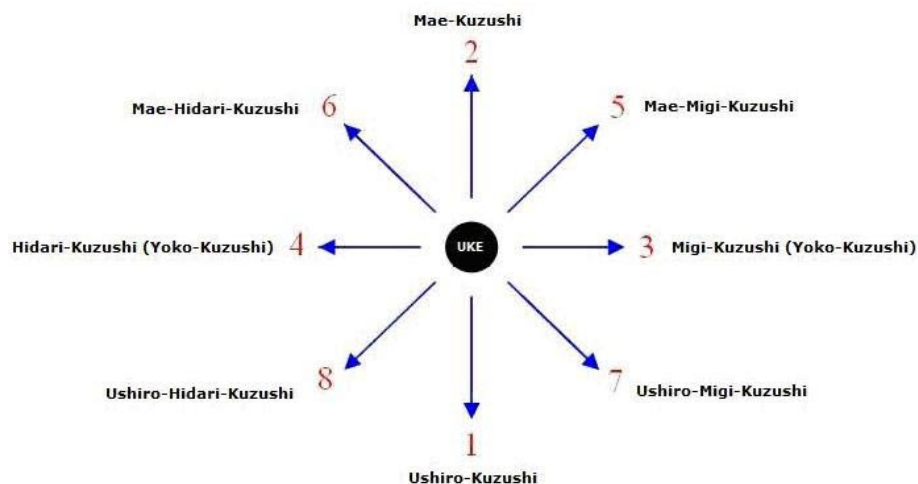 Mae-Kuzushi
2
Mae-Hidari-Kuzushi 6
5 Mae-Migi-Kuzushi
Hidari-Kuzushi (Yoko-Kuzushi) 4
UKE
3 Migi-Kuzushi (Yoko-Kuzushi)
Ushiro-Hidari-Kuzushi 8
7 Ushiro-Migi-Kuzushi
1
Ushiro-Kuzushi